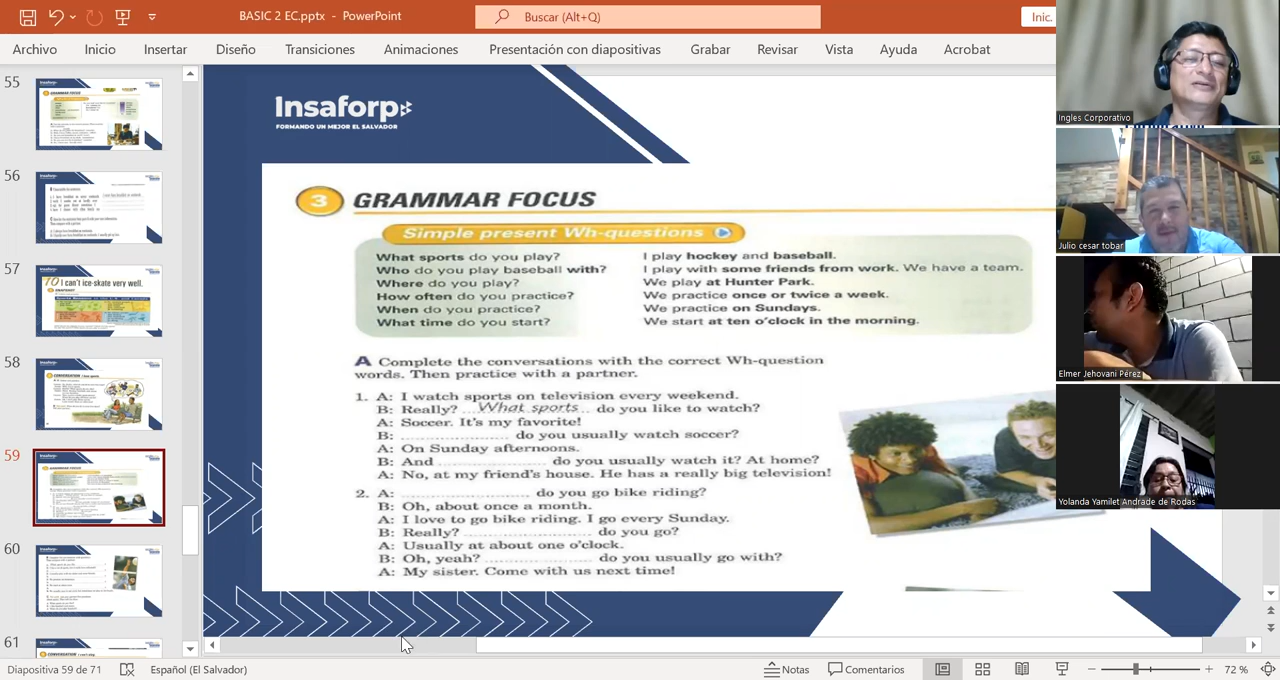 BASIC 2 EC.pptx - PowerPoint
Buscar (Alt+Q)
Inic.
Archivo Inicio Insertar Diseño Transiciones Animaciones Presentación con diapositivas Grabar Revisar Vista Ayuda Acrobat
55
56
57
10 I can't ice-skate very well.
58
59
60
61
Insaforp
FORMANDO UN MEJOR EL SALVADOR
3 GRAMMAR FOCUS
Simple present Wh-questions
What sports do you play? I play hockey and baseball.
Who do you play baseball with? I play with some friends from work. We have a team.
Where do you play? We play at Hunter Park.
How often do you practice? We practice once or twice a week.
When do you practice? We practice on Sundays.
What time do you start? We start at ten o'clock in the morning.
A Complete the conversations with the correct Wh-question
words. Then practice with a partner.
1. A: I watch sports on television every weekend.
B: Really? What sports do you like to watch?
A: Soccer. It's my favorite!
B: ........................ do you usually watch soccer?
A: On Sunday afternoons.
B: And ........................ do you usually watch it? At home?
A: No, at my friend's house. He has a really big television!
2. A: ........................ do you go bike riding?
B: Oh, about once a month.
A: I love to go bike riding. I go every Sunday.
B: Really? ........................ do you go?
A: Usually at about one o'clock.
B: Oh, yeah? ........................ do you usually go with?
A: My sister. Come with us next time!
Ingles Corporativo
Julio cesar tobar
Elmer Jehovani Pérez
Yolanda Yamilet Andrade de Rodas
Diapositiva 59 de 71 Español (El Salvador) Notas Comentarios 72 %